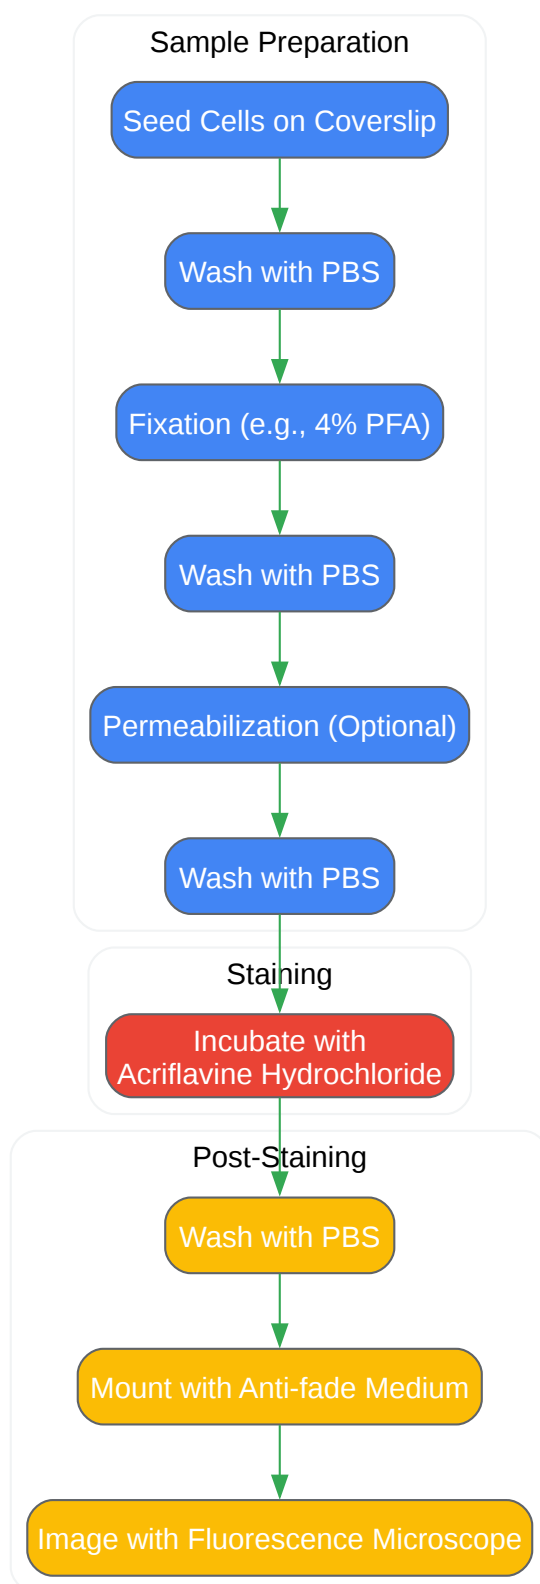 Sample Preparation
Seed Cells on Coverslip
Wash with PBS
Fixation (e.g., 4% PFA)
Wash with PBS
Permeabilization (Optional)
Wash with PBS
Staining
Incubate with
Acriflavine Hydrochloride
Post-Staining
Wash with PBS
Mount with Anti-fade Medium
Image with Fluorescence Microscope